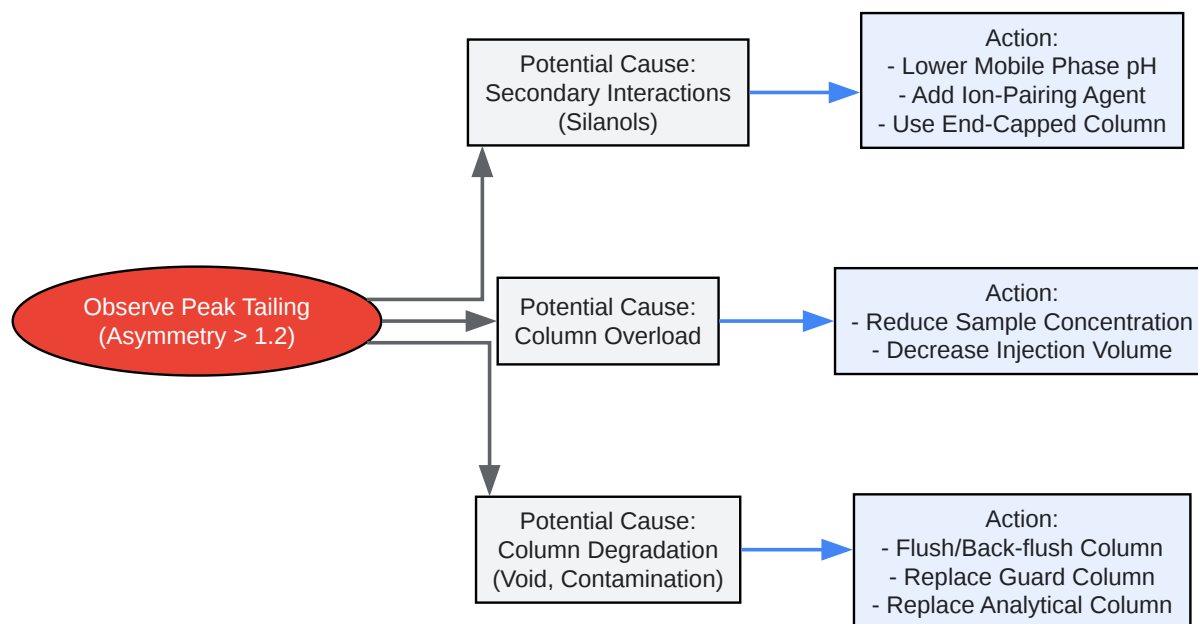 Observe Peak Tailing
(Asymmetry > 1.2)
Potential Cause:
Secondary Interactions
(Silanols)
Action:
- Lower Mobile Phase pH
- Add Ion-Pairing Agent
- Use End-Capped Column
Potential Cause:
Column Overload
Action:
- Reduce Sample Concentration
- Decrease Injection Volume
Potential Cause:
Column Degradation
(Void, Contamination)
Action:
- Flush/Back-flush Column
- Replace Guard Column
- Replace Analytical Column